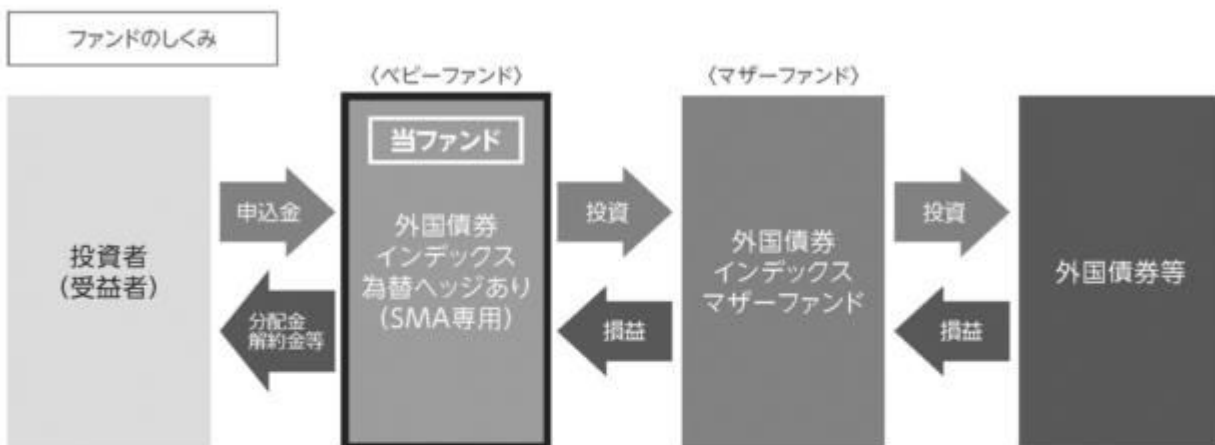 ファンドのしくみ
〈ベビーファンド〉
〈マザーファンド〉
投資者
(受益者)
申込金
分配金
解約金等
当ファンド
外国債券
インデックス
為替ヘッジあり
(SMA専用)
投資
損益
外国債券
インデックス
マザーファンド
投資
損益
外国債券等